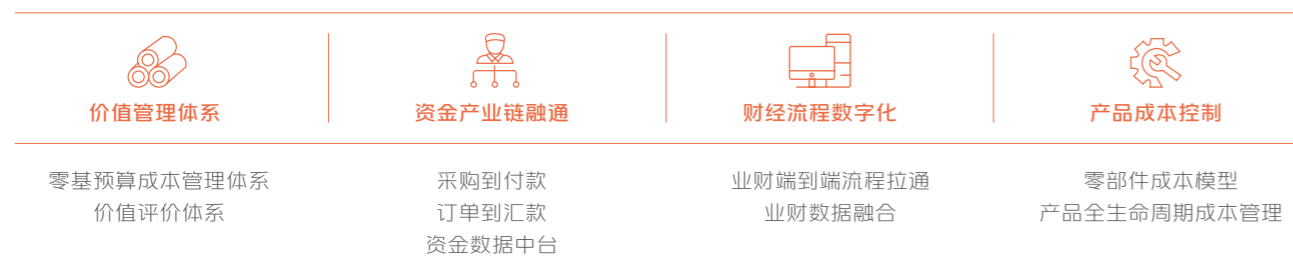 价值管理体系
资金产业链融通
财经流程数字化
产品成本控制
零基预算成本管理体系
价值评价体系
采购到付款
订单到汇款
资金数据中台
业财端到端流程拉通
业财数据融合
零部件成本模型
产品全生命周期成本管理